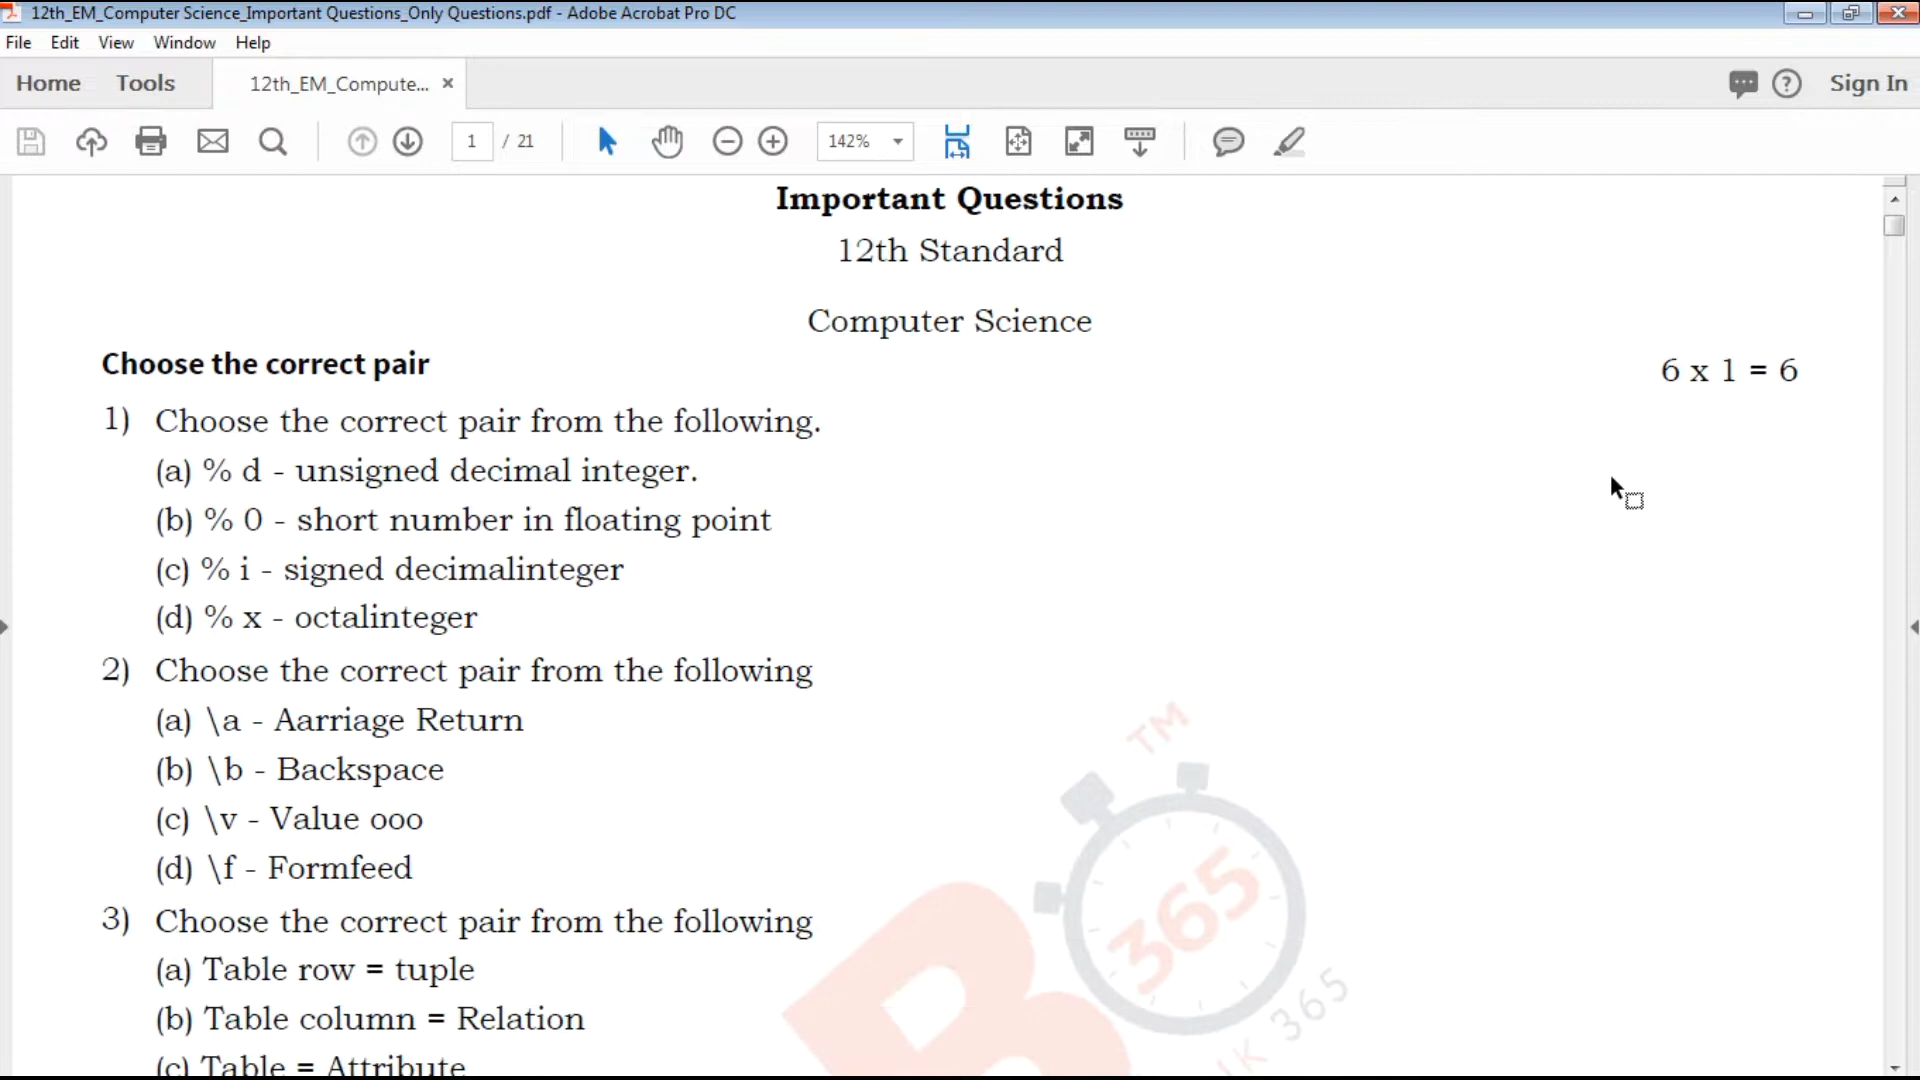 12th_EM_Computer Science_Important Questions_Only Questions.pdf - Adobe Acrobat Pro DC
File Edit View Window Help
Home Tools 12th_EM_Compute... × Sign In
1 / 21 142%
Important Questions
12th Standard
Computer Science
Choose the correct pair 6 x 1 = 6
1) Choose the correct pair from the following.
(a) % d - unsigned decimal integer.
(b) % 0 - short number in floating point
(c) % i - signed decimalinteger
(d) % x - octalinteger
2) Choose the correct pair from the following
(a) \a - Aarriage Return
(b) \b - Backspace
(c) \v - Value ooo
(d) \f - Formfeed
3) Choose the correct pair from the following
(a) Table row = tuple
(b) Table column = Relation
(c) Table = Attribute
TM
365
K 365